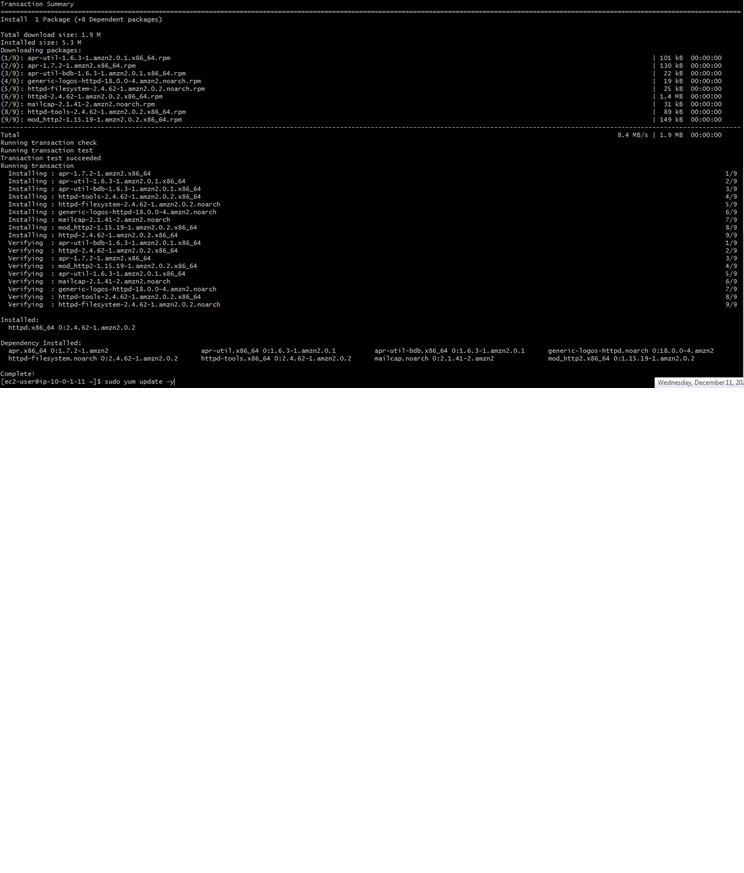 Transaction Summary
================================================================================
Install  1 Package (+8 Dependent packages)
Total download size: 1.9 M
Installed size: 5.3 M
Downloading packages:
(1/9): apr-util-1.6.3-1.amzn2.0.1.x86_64.rpm | 101 kB  00:00:00
(2/9): apr-1.7.2-1.amzn2.x86_64.rpm | 130 kB  00:00:00
(3/9): apr-util-bdb-1.6.3-1.amzn2.0.1.x86_64.rpm | 22 kB  00:00:00
(4/9): generic-logos-httpd-18.0.0-4.amzn2.noarch.rpm | 19 kB  00:00:00
(5/9): httpd-filesystem-2.4.62-1.amzn2.0.2.noarch.rpm | 25 kB  00:00:00
(6/9): httpd-2.4.62-1.amzn2.0.2.x86_64.rpm | 1.4 MB  00:00:00
(7/9): mailcap-2.1.41-2.amzn2.noarch.rpm | 31 kB  00:00:00
(8/9): httpd-tools-2.4.62-1.amzn2.0.2.x86_64.rpm | 89 kB  00:00:00
(9/9): mod_http2-1.15.19-1.amzn2.0.2.x86_64.rpm | 149 kB  00:00:00
--------------------------------------------------------------------------------
Total 8.4 MB/s | 1.9 MB  00:00:00
Running transaction check
Running transaction test
Transaction test succeeded
Running transaction
Installing : apr-1.7.2-1.amzn2.x86_64 1/9
Installing : apr-util-1.6.3-1.amzn2.0.1.x86_64 2/9
Installing : apr-util-bdb-1.6.3-1.amzn2.0.1.x86_64 3/9
Installing : httpd-tools-2.4.62-1.amzn2.0.2.x86_64 4/9
Installing : httpd-filesystem-2.4.62-1.amzn2.0.2.noarch 5/9
Installing : generic-logos-httpd-18.0.0-4.amzn2.noarch 6/9
Installing : mailcap-2.1.41-2.amzn2.noarch 7/9
Installing : mod_http2-1.15.19-1.amzn2.0.2.x86_64 8/9
Installing : httpd-2.4.62-1.amzn2.0.2.x86_64 9/9
Verifying  : apr-util-bdb-1.6.3-1.amzn2.0.1.x86_64 1/9
Verifying  : httpd-2.4.62-1.amzn2.0.2.x86_64 2/9
Verifying  : apr-1.7.2-1.amzn2.x86_64 3/9
Verifying  : mod_http2-1.15.19-1.amzn2.0.2.x86_64 4/9
Verifying  : apr-util-1.6.3-1.amzn2.0.1.x86_64 5/9
Verifying  : mailcap-2.1.41-2.amzn2.noarch 6/9
Verifying  : generic-logos-httpd-18.0.0-4.amzn2.noarch 7/9
Verifying  : httpd-tools-2.4.62-1.amzn2.0.2.x86_64 8/9
Verifying  : httpd-filesystem-2.4.62-1.amzn2.0.2.noarch 9/9
Installed:
httpd.x86_64 0:2.4.62-1.amzn2.0.2
Dependency Installed:
apr.x86_64 0:1.7.2-1.amzn2 apr-util.x86_64 0:1.6.3-1.amzn2.0.1 apr-util-bdb.x86_64 0:1.6.3-1.amzn2.0.1 generic-logos-httpd.noarch 0:18.0.0-4.amzn2
httpd-filesystem.noarch 0:2.4.62-1.amzn2.0.2 httpd-tools.x86_64 0:2.4.62-1.amzn2.0.2 mailcap.noarch 0:2.1.41-2.amzn2 mod_http2.x86_64 0:1.15.19-1.amzn2.0.2
Complete!
[ec2-user@ip-10-0-1-11 ~]$ sudo yum update -y
Wednesday, December 11, 202